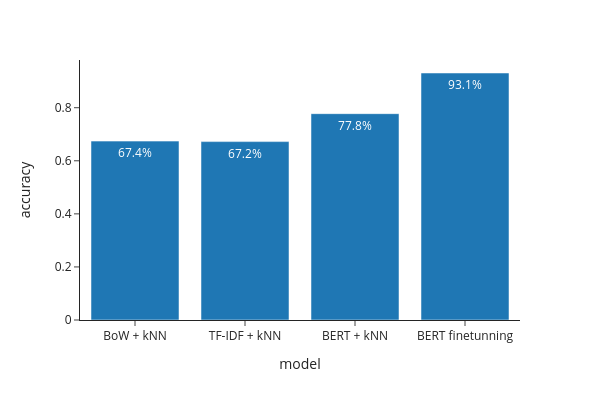 93.1%
0.8
77.8%
67.4%
67.2%
0.6
accuracy
0.4
0.2
0
BoW + kNN
TF-IDF + kNN
BERT + kNN
BERT finetunning
model